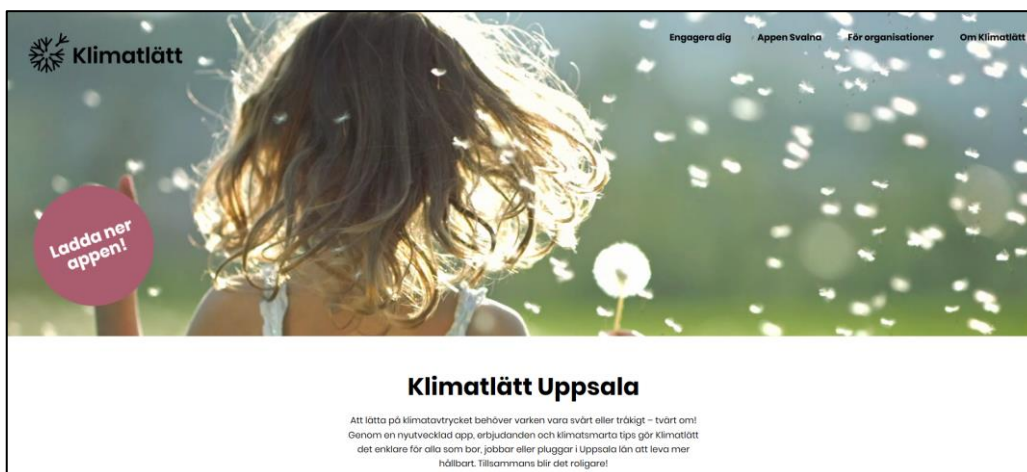 Klimatlätt
Engagera dig Appen Svalna För organisationer Om Klimatlätt
Ladda ner
appen!
Klimatlätt Uppsala
Att lätta på klimatavtrycket behöver varken vara svårt eller tråkigt – tvärt om!
Genom en nyutvecklad app, erbjudanden och klimatsmarta tips gör Klimatlätt
det enklare för alla som bor, jobbar eller pluggar i Uppsala län att leva mer
hållbart. Tillsammans blir det roligare!